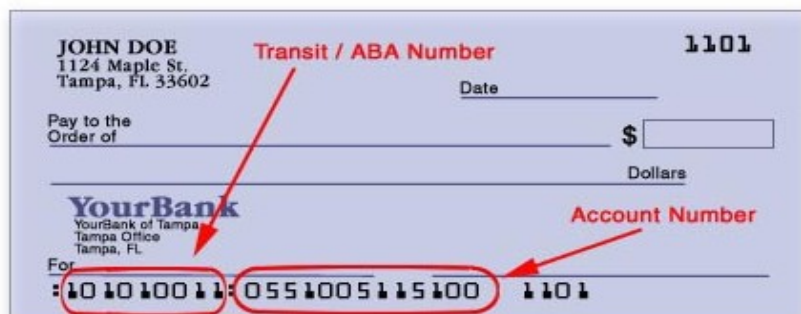 JOHN DOE
1124 Maple St.
Tampa, FL 33602
Transit / ABA Number
1101
Date
Pay to the
Order of
$
Dollars
YourBank
YourBank of Tampa
Tampa Office
Tampa, FL
Account Number
For
⑆101010011⑆0551005115100 1101